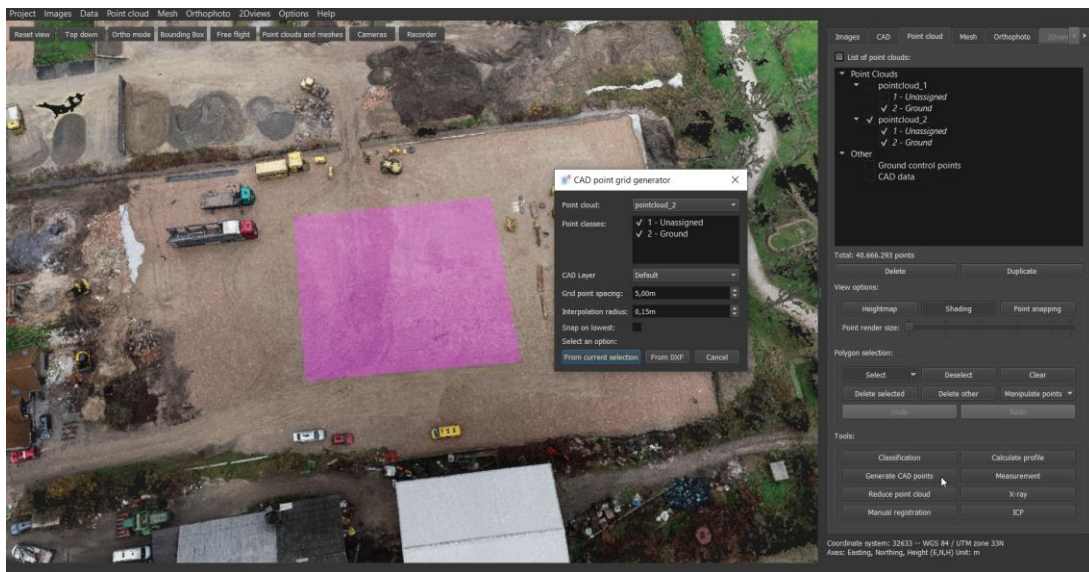 Project Images Data Point cloud Mesh Orthophoto 2Dviews Options Help
Reset view Top down Ortho mode Bounding Box Free flight Point clouds and meshes Cameras Recorder
Images CAD Point cloud Mesh Orthophoto 2Dviews
List of point clouds:
Point Clouds
pointcloud_1
1 - Unassigned
2 - Ground
pointcloud_2
1 - Unassigned
2 - Ground
Other
Ground control points
CAD data
Total: 40.666.293 points
Delete Duplicate
View options:
Heightmap Shading Point snapping
Point render size:
Polygon selection:
Select Deselect Clear
Delete selected Delete other Manipulate points
Undo Redo
Tools:
Classification Calculate profile
Generate CAD points Measurement
Reduce point cloud X-ray
Manual registration ICP
Coordinate system: 32633 -- WGS 84 / UTM zone 33N
Axes: Easting, Northing, Height (E,N,H) Unit: m
CAD point grid generator
Point cloud: pointcloud_2
Point classes: 1 - Unassigned
2 - Ground
CAD Layer Default
Grid point spacing: 5,00m
Interpolation radius: 0,15m
Snap on lowest:
Select an option:
From current selection From DXF Cancel